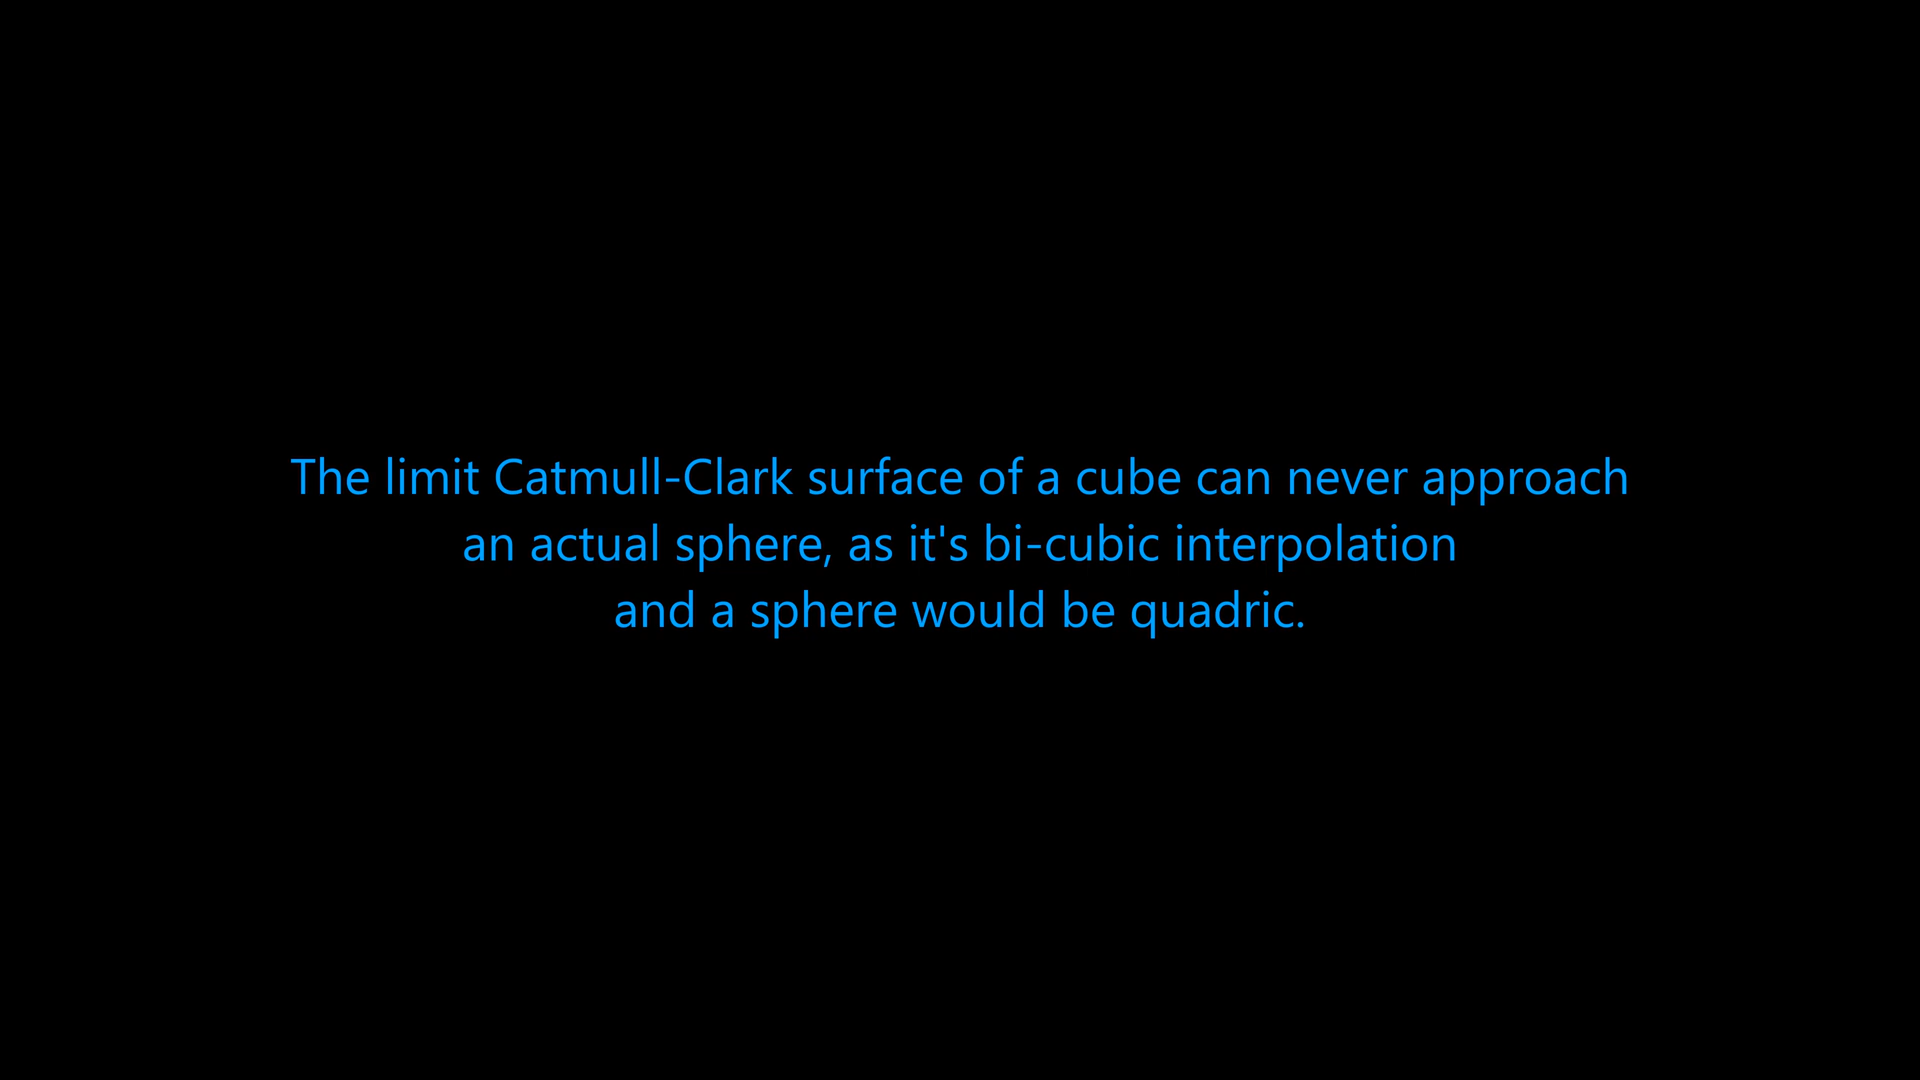 The limit Catmull-Clark surface of a cube can never approach
an actual sphere, as it's bi-cubic interpolation
and a sphere would be quadric.